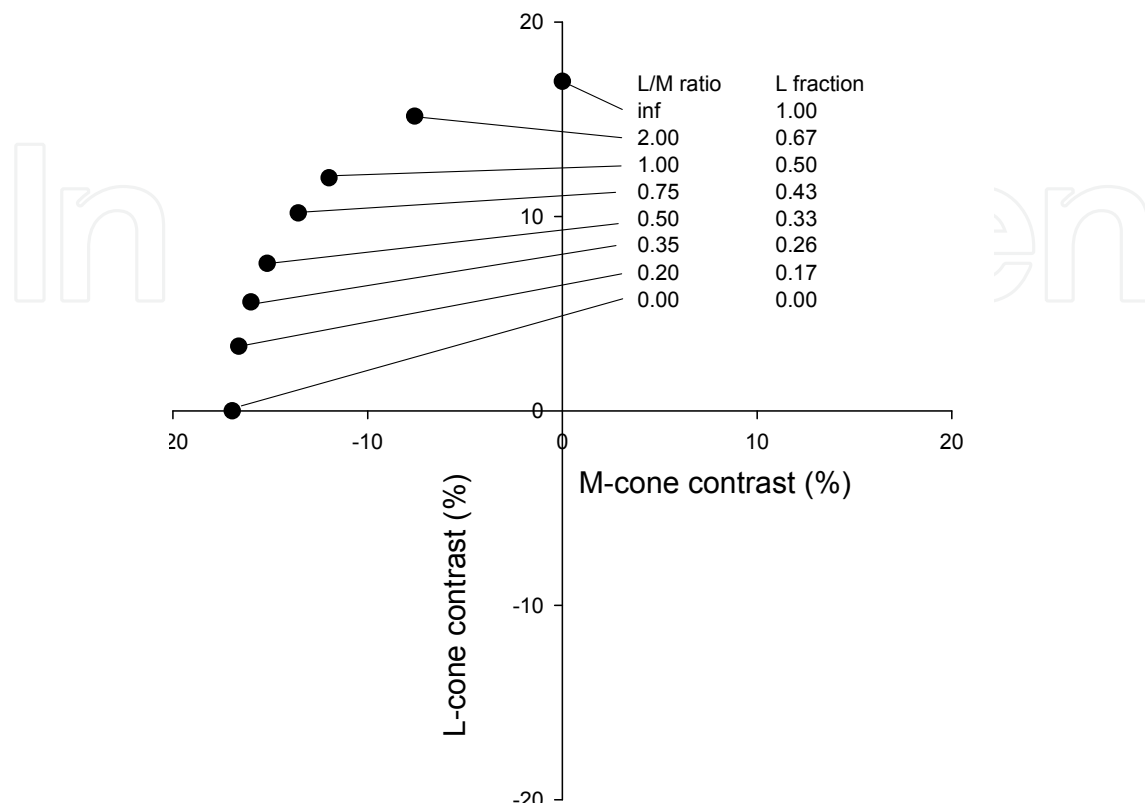 20
L/M ratio L fraction
inf 1.00
2.00 0.67
1.00 0.50
0.75 0.43
10
0.50 0.33
0.35 0.26
0.20 0.17
0.00 0.00
0
20 -10 0 10 20
M-cone contrast (%)
L-cone contrast (%)
-10
-20
In
en